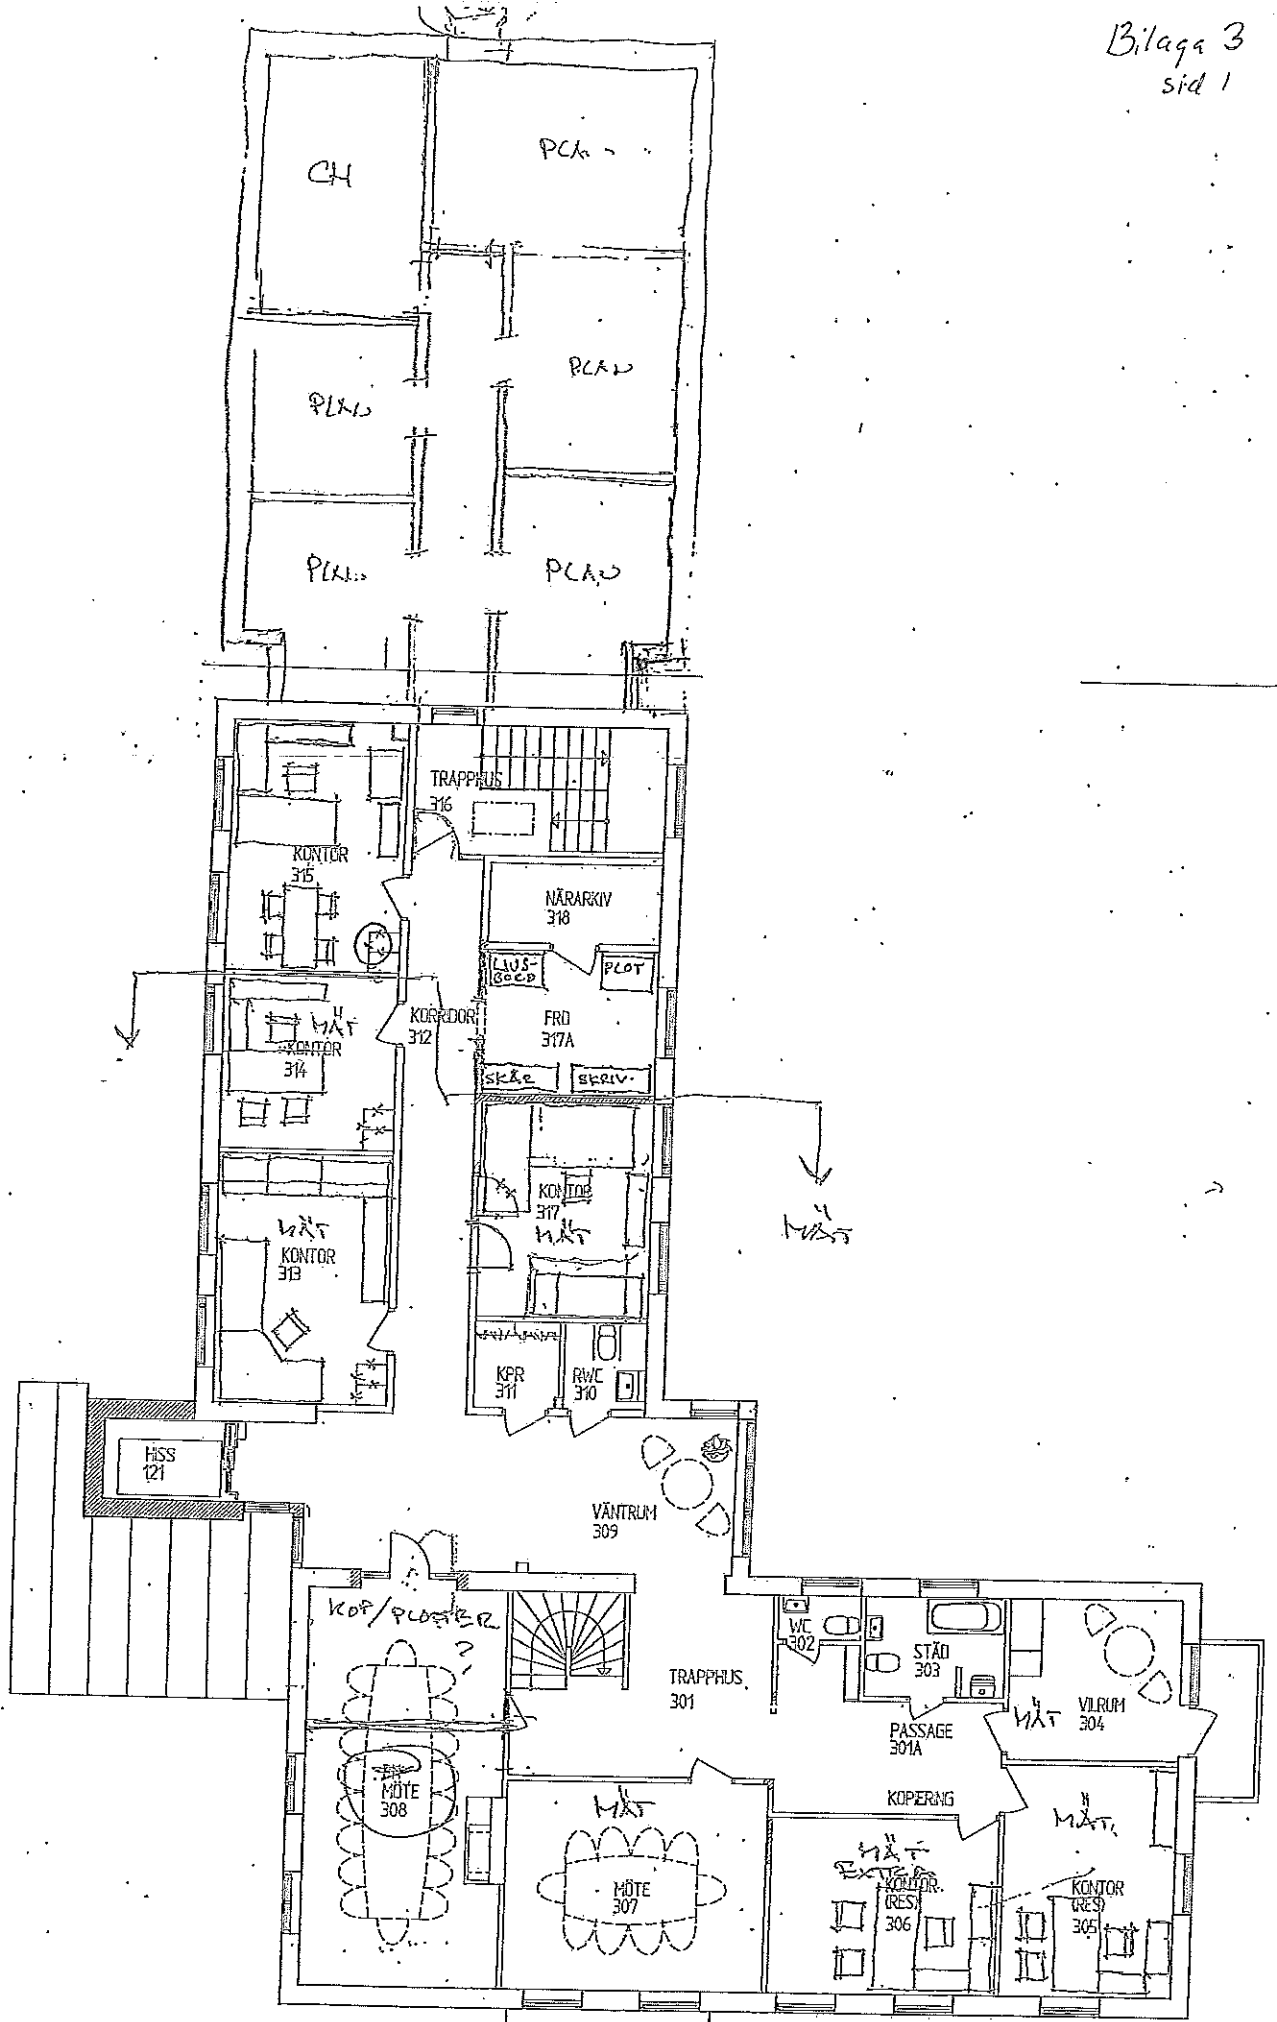 Bilaga 3
sid 1
CH
PLA
PLAN
PLAN
PLAN
PLAN
TRAPPHUS
316
KONTOR
315
NÄRARKIV
318
LJUS-
BORD
PLOT
KORRIDOR
312
FRD
317A
MÄT
KONTOR
314
SKÄR
SKRIV.
KONTOR
317
MÄT
MÄT
MÄT
KONTOR
313
KPR
311
RWC
310
HISS
121
VÄNTRUM
309
KOP/PLOTTER
?
WC
302
STÄD
303
TRAPPHUS
301
MÄT
VILRUM
304
PASSAGE
301A
MÖTE
308
KOPIERING
MÄT
MÄT
MÖTE
307
MÄT
KONTOR
(RES)
306
KONTOR
(RES)
305